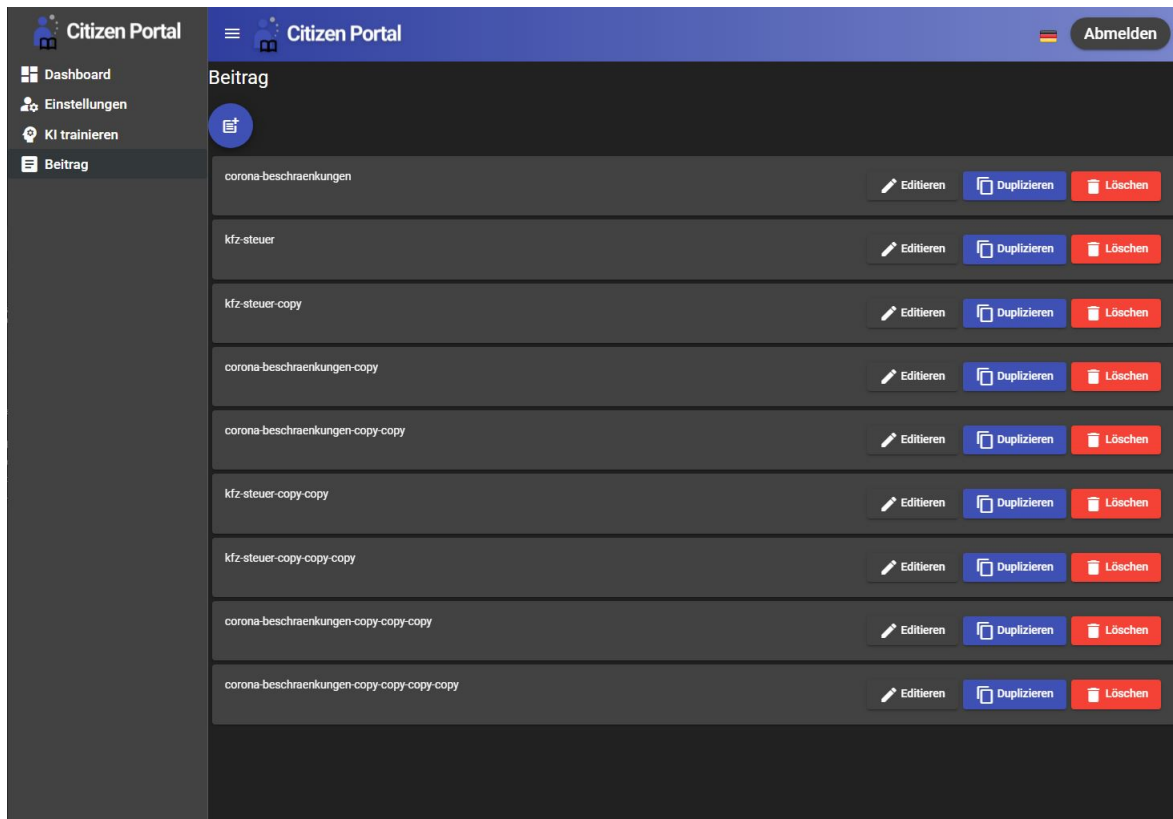 Citizen Portal
Dashboard
Einstellungen
KI trainieren
Beitrag
Citizen Portal
Abmelden
Beitrag
corona-beschraenkungen
Editieren Duplizieren Löschen
kfz-steuer
Editieren Duplizieren Löschen
kfz-steuer-copy
Editieren Duplizieren Löschen
corona-beschraenkungen-copy
Editieren Duplizieren Löschen
corona-beschraenkungen-copy-copy
Editieren Duplizieren Löschen
kfz-steuer-copy-copy
Editieren Duplizieren Löschen
kfz-steuer-copy-copy-copy
Editieren Duplizieren Löschen
corona-beschraenkungen-copy-copy-copy
Editieren Duplizieren Löschen
corona-beschraenkungen-copy-copy-copy-copy
Editieren Duplizieren Löschen